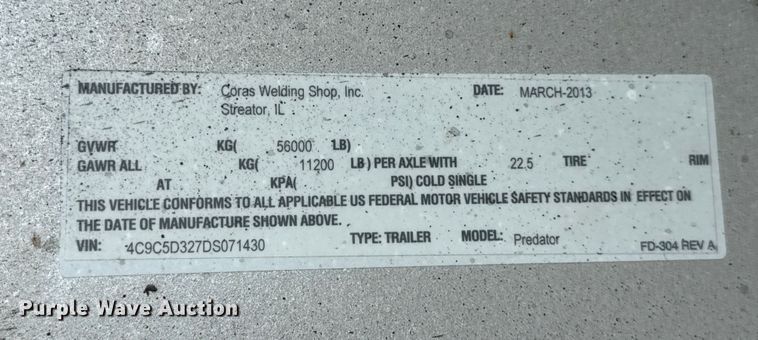 MANUFACTURED BY: Coras Welding Shop, Inc. DATE: MARCH-2013
Streator, IL
GVWR KG( 56000 LB)
GAWR ALL KG( 11200 LB) PER AXLE WITH 22.5 TIRE RIM
AT KPA( PSI) COLD SINGLE
THIS VEHICLE CONFORMS TO ALL APPLICABLE US FEDERAL MOTOR VEHICLE SAFETY STANDARDS IN EFFECT ON
THE DATE OF MANUFACTURE SHOWN ABOVE.
VIN: 4C9C5D327DS071430 TYPE: TRAILER MODEL: Predator FD-304 REV A
Purple Wave Auction